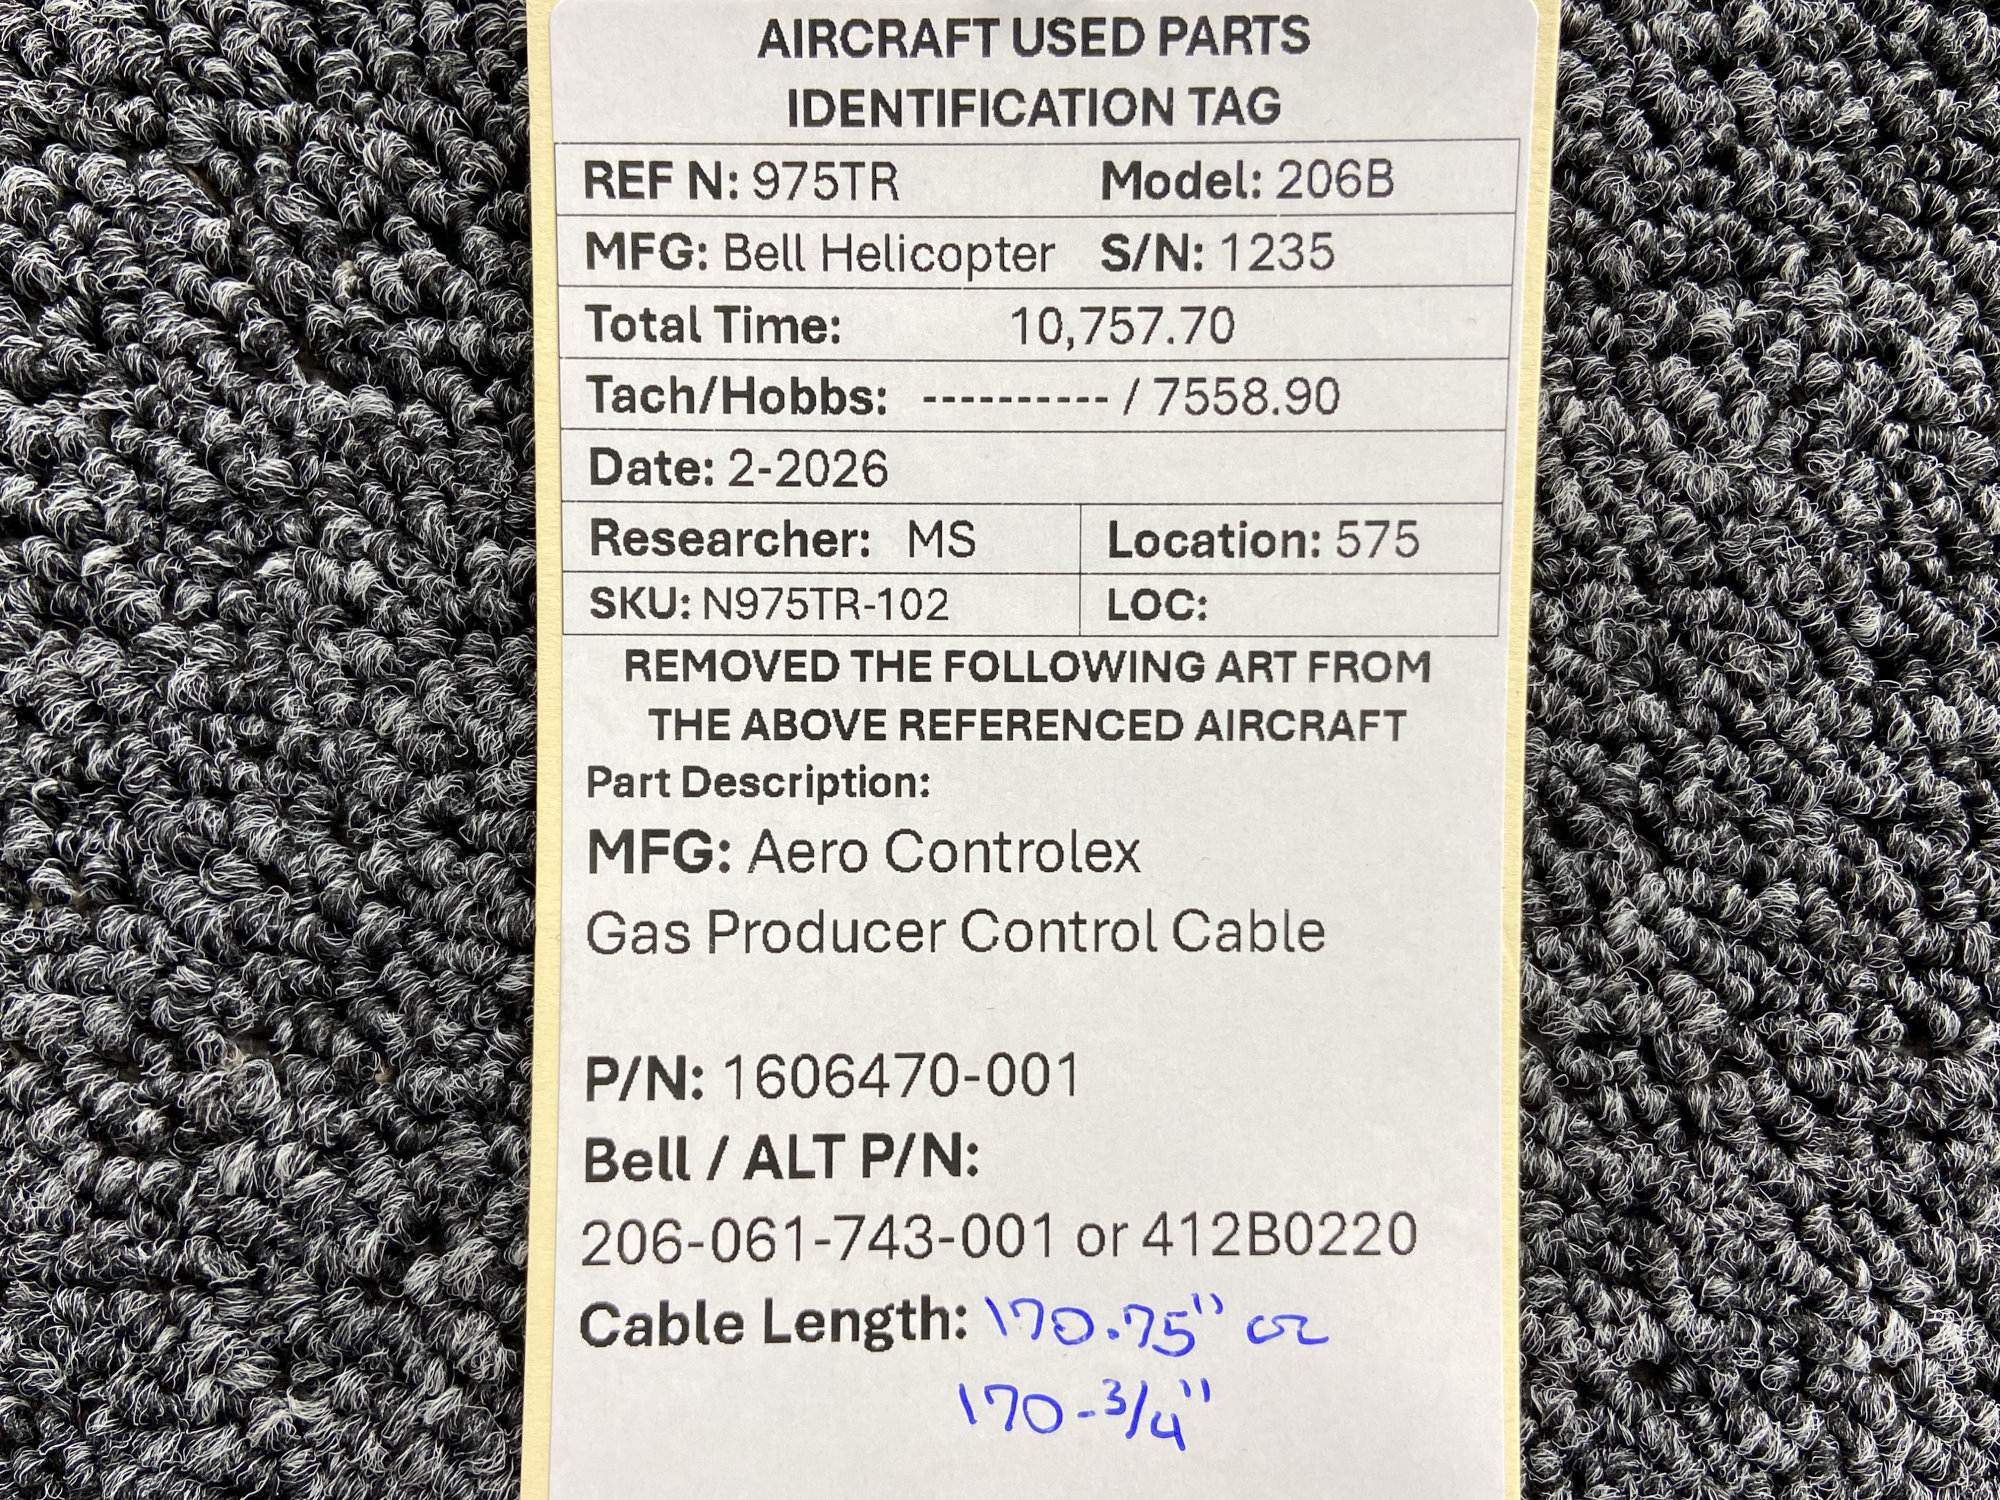 AIRCRAFT USED PARTS
IDENTIFICATION TAG
REF N: 975TR Model: 206B
MFG: Bell Helicopter S/N: 1235
Total Time: 10,757.70
Tach/Hobbs: ---------- / 7558.90
Date: 2-2026
Researcher: MS Location: 575
SKU: N975TR-102 LOC:
REMOVED THE FOLLOWING ART FROM
THE ABOVE REFERENCED AIRCRAFT
Part Description:
MFG: Aero Controlex
Gas Producer Control Cable
P/N: 1606470-001
Bell / ALT P/N:
206-061-743-001 or 412B0220
Cable Length: 170.75" or
170-3/4"